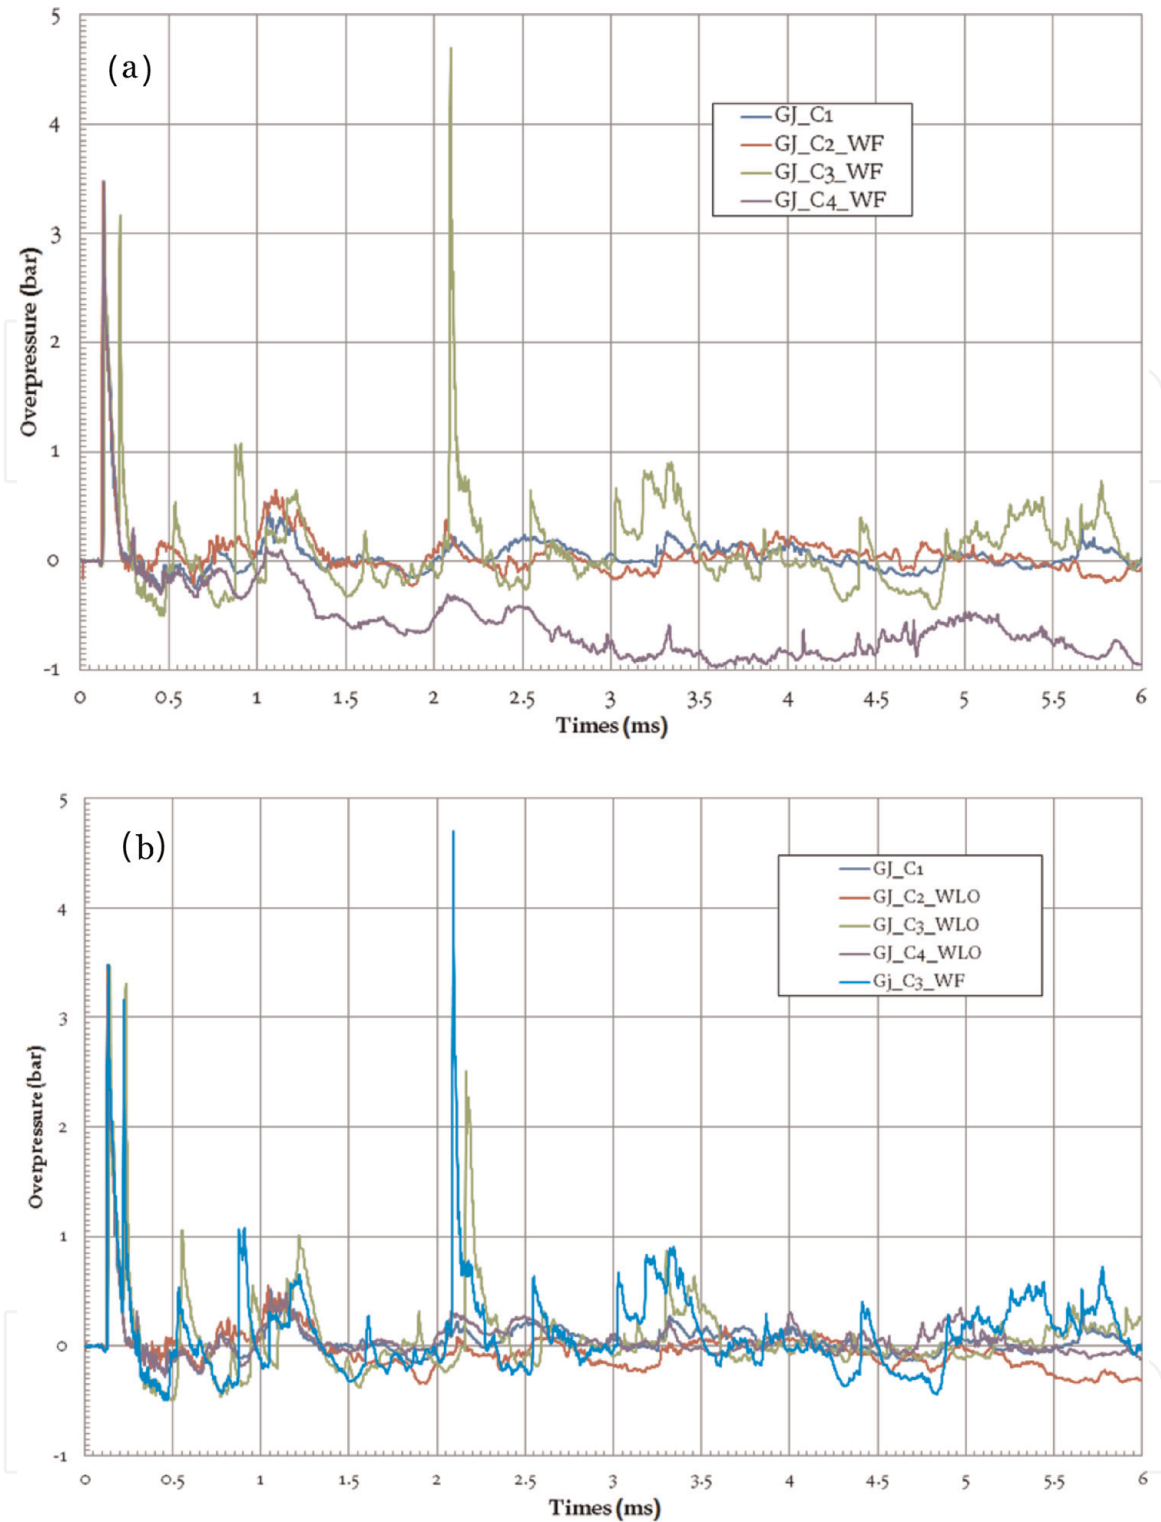 (a)
5
4
3
2
1
0
-1
Overpressure (bar)
GJ_C1
GJ_C2_WF
GJ_C3_WF
GJ_C4_WF
0 0.5 1 1.5 2 2.5 3 3.5 4 4.5 5 5.5 6
Times (ms)
(b)
5
4
3
2
1
0
-1
Overpressure (bar)
GJ_C1
GJ_C2_WLO
GJ_C3_WLO
GJ_C4_WLO
Gj_C3_WF
0 0.5 1 1.5 2 2.5 3 3.5 4 4.5 5 5.5 6
Times (ms)